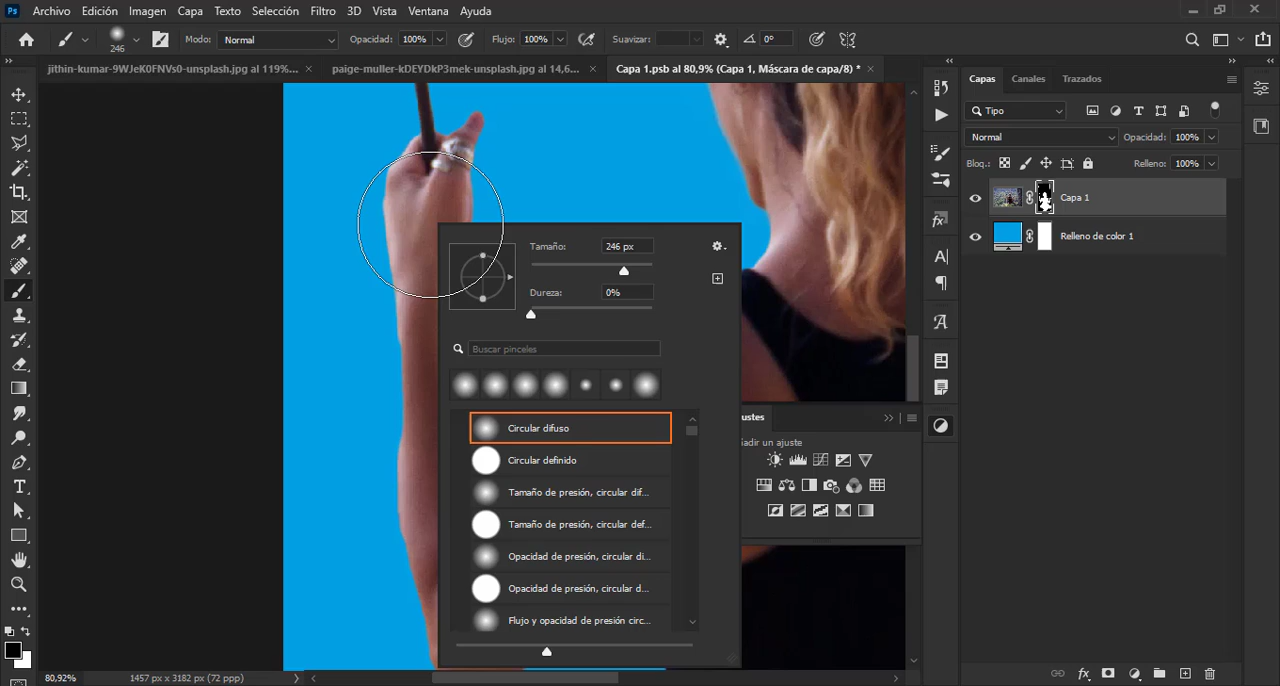 Ps Archivo Edición Imagen Capa Texto Selección Filtro 3D Vista Ventana Ayuda
246 Modo: Normal Opacidad: 100% Flujo: 100% Suavizar: 0°
jithin-kumar-9WJeK0FNVs0-unsplash.jpg al 119%... × paige-muller-kDEYDkP3mek-unsplash.jpg al 14,6... × Capa 1.psb al 80,9% (Capa 1, Máscara de capa/8) * ×
Capas Canales Trazados
Tipo
Normal Opacidad: 100%
Bloq.: Relleno: 100%
Capa 1
Relleno de color 1
Tamaño: 246 px
Dureza: 0%
Buscar pinceles
Circular difuso
Circular definido
Tamaño de presión, circular dif...
Tamaño de presión, circular def...
Opacidad de presión, circular di...
Opacidad de presión, circular d...
Flujo y opacidad de presión circ...
ustes
adir un ajuste
80,92% 1457 px x 3182 px (72 ppp)